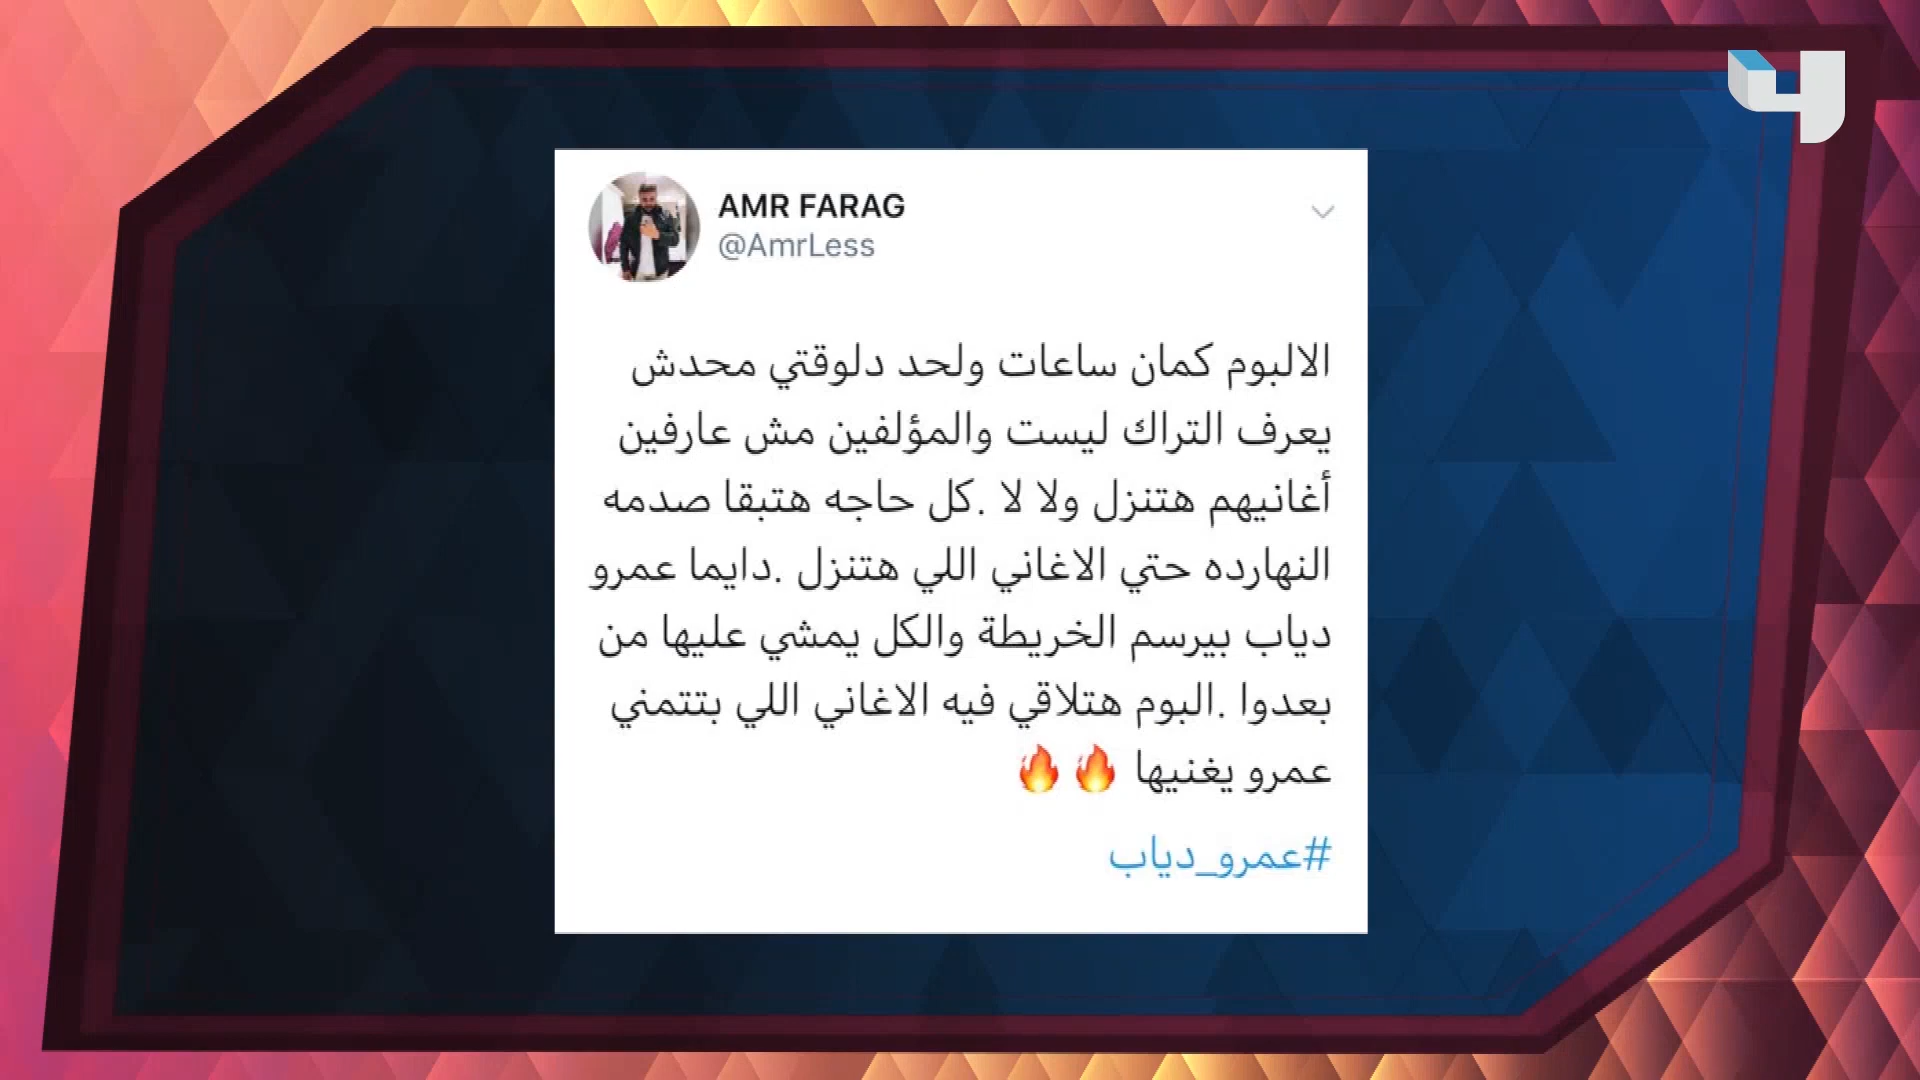 AMR FARAG
@AmrLess
الالبوم كمان ساعات ولحد دلوقتي محدش
يعرف التراك ليست والمؤلفين مش عارفين
أغانيهم هتنزل ولا لا .كل حاجه هتبقا صدمه
النهارده حتي الاغاني اللي هتنزل .دايما عمرو
دياب بيرسم الخريطة والكل يمشي عليها من
بعدوا .البوم هتلاقي فيه الاغاني اللي بتتمني
عمرو يغنيها 🔥🔥
#عمرو_دياب